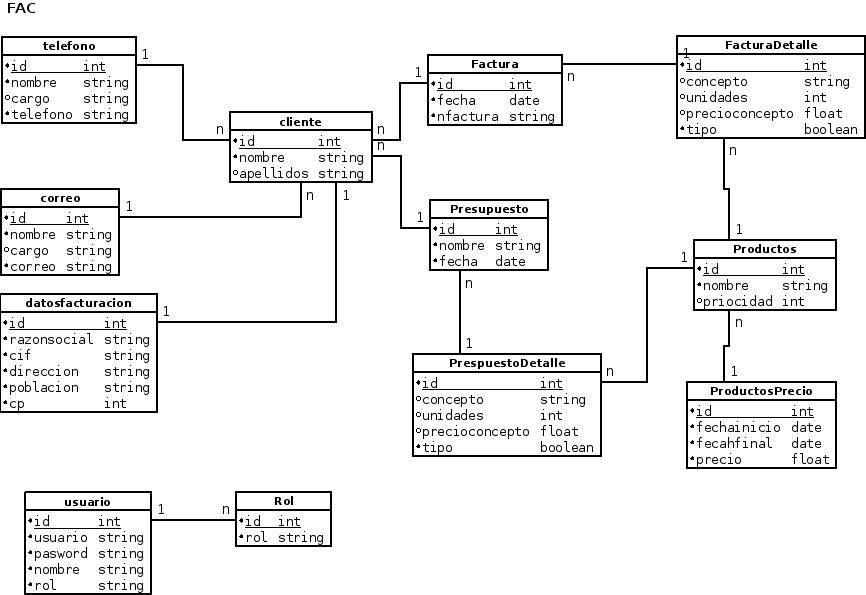 FAC
telefono
id int
nombre string
cargo string
telefono string
1
n
cliente
id int
nombre string
apellidos string
n
1
n
n
1
1
Factura
id int
fecha date
nfactura string
n
1
FacturaDetalle
id int
concepto string
unidades int
precioconcepto float
tipo boolean
n
1
correo
id int
nombre string
cargo string
correo string
1
Presupuesto
id int
nombre string
fecha date
n
1
Productos
id int
nombre string
priocidad int
1
n
1
datosfacturacion
id int
razonsocial string
cif string
direccion string
poblacion string
cp int
1
PrespuestoDetalle
id int
concepto string
unidades int
precioconcepto float
tipo boolean
n
ProductosPrecio
id int
fechainicio date
fecahfinal date
precio float
usuario
id int
usuario string
pasword string
nombre string
rol string
1
n
Rol
id int
rol string